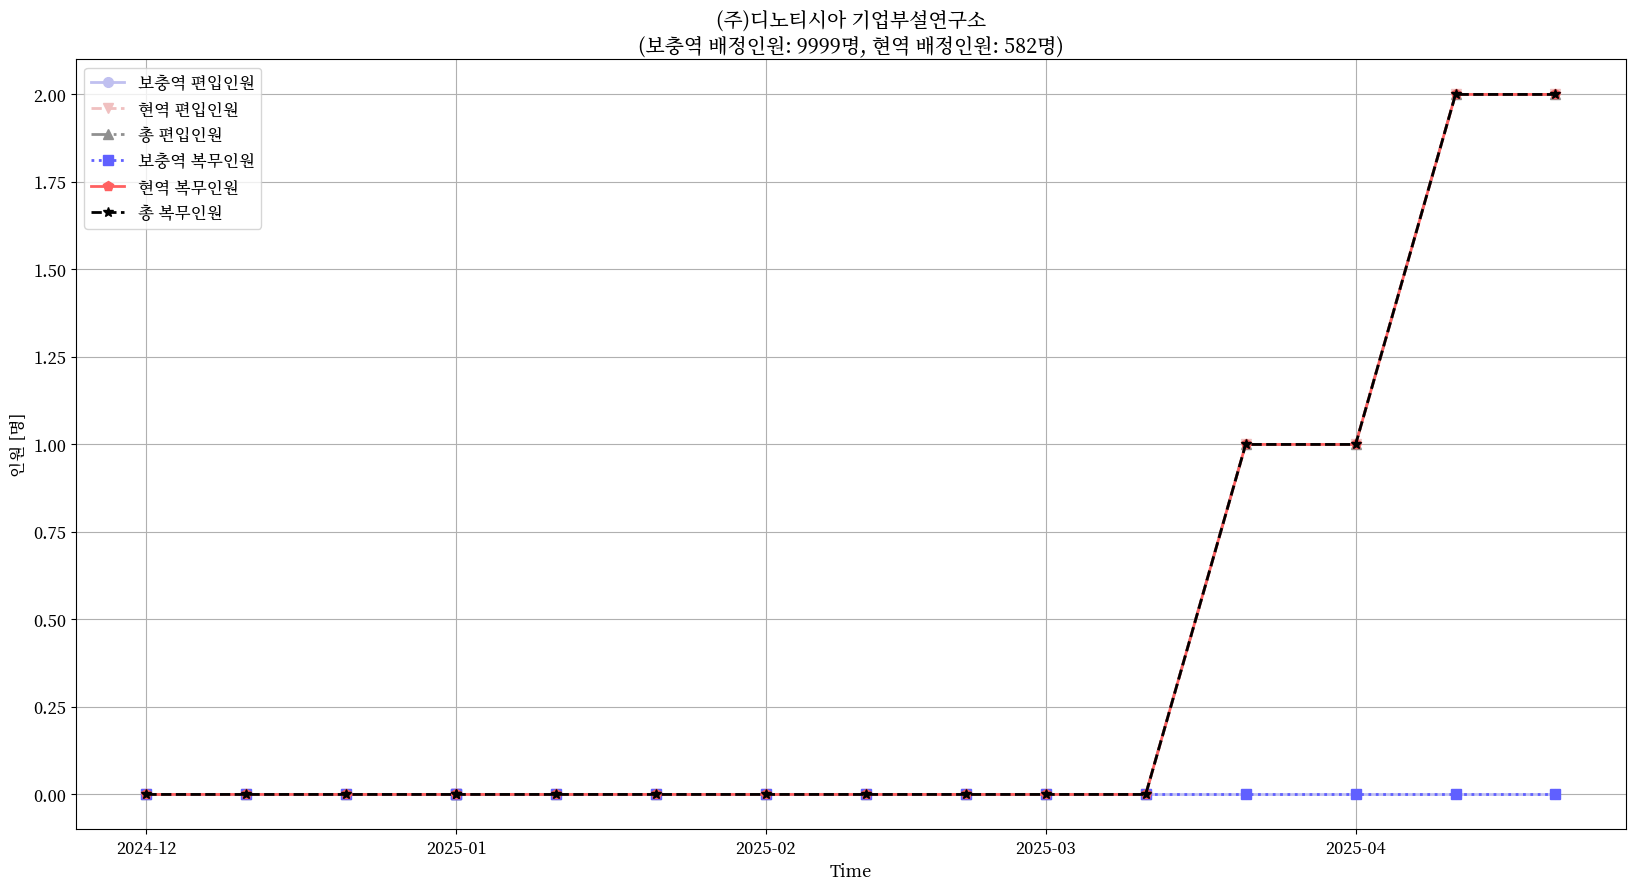 (주)디노티시아 기업부설연구소
(보충역 배정인원: 9999명, 현역 배정인원: 582명)
보충역 편입인원
현역 편입인원
총 편입인원
보충역 복무인원
현역 복무인원
총 복무인원
2.00
1.75
1.50
1.25
1.00
0.75
0.50
0.25
0.00
인원 [명]
2024-12
2025-01
2025-02
2025-03
2025-04
Time